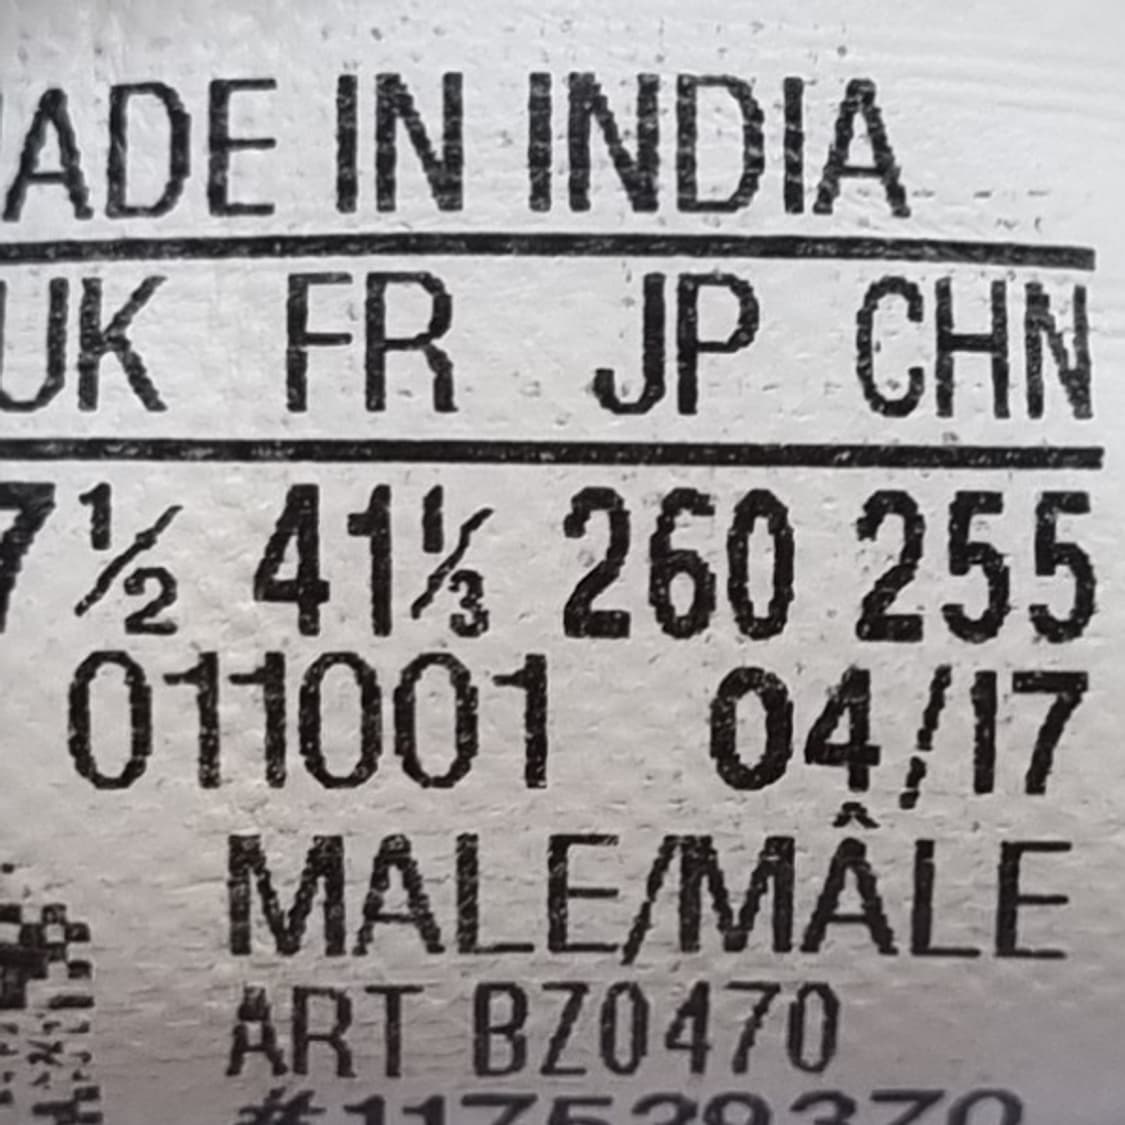 ADE IN INDIA
UK FR JP CHN
7½ 41⅓ 260 255
011001 04/17
MALE/MÂLE
ART BZ0470